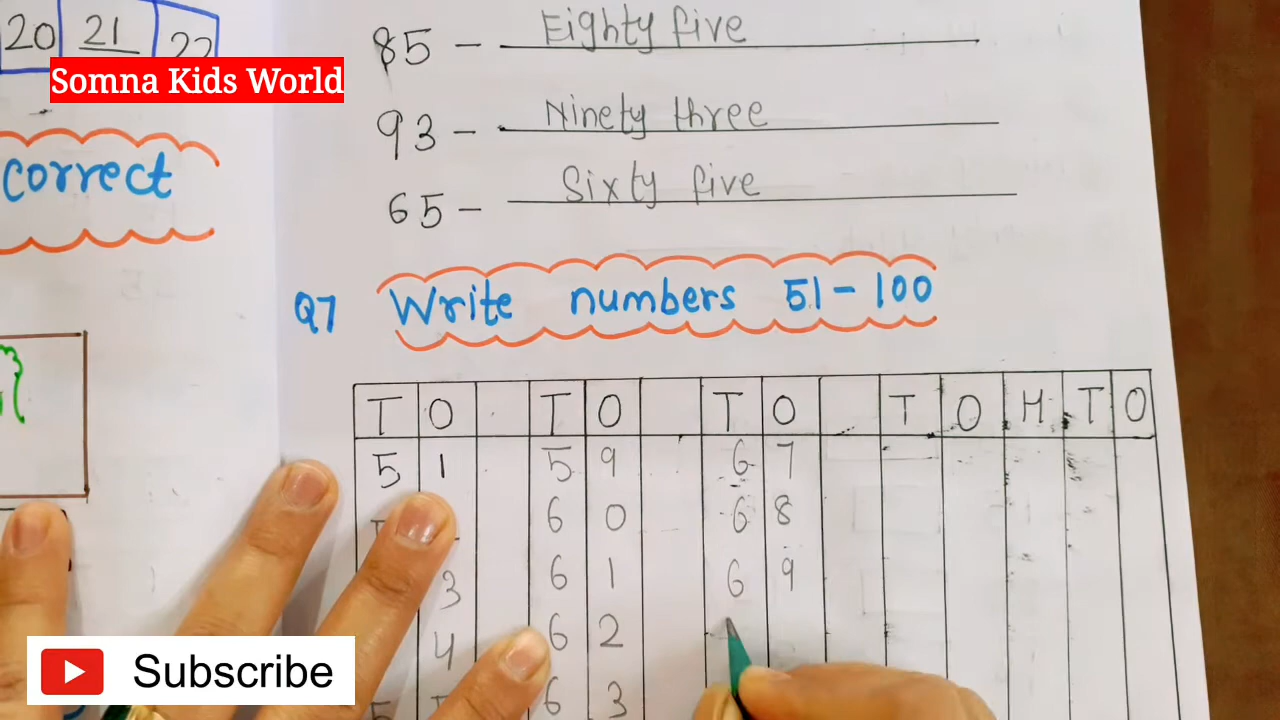 20 21 22
Somna Kids World
correct
85 - Eighty five
93 - Ninety three
65 - Sixty five
Q7 Write numbers 51 - 100
T O T O T O T O H T O
5 1 5 9 6 7
6 0 6 8
3 6 1 6 9
4 6 2
5 6 3
Subscribe